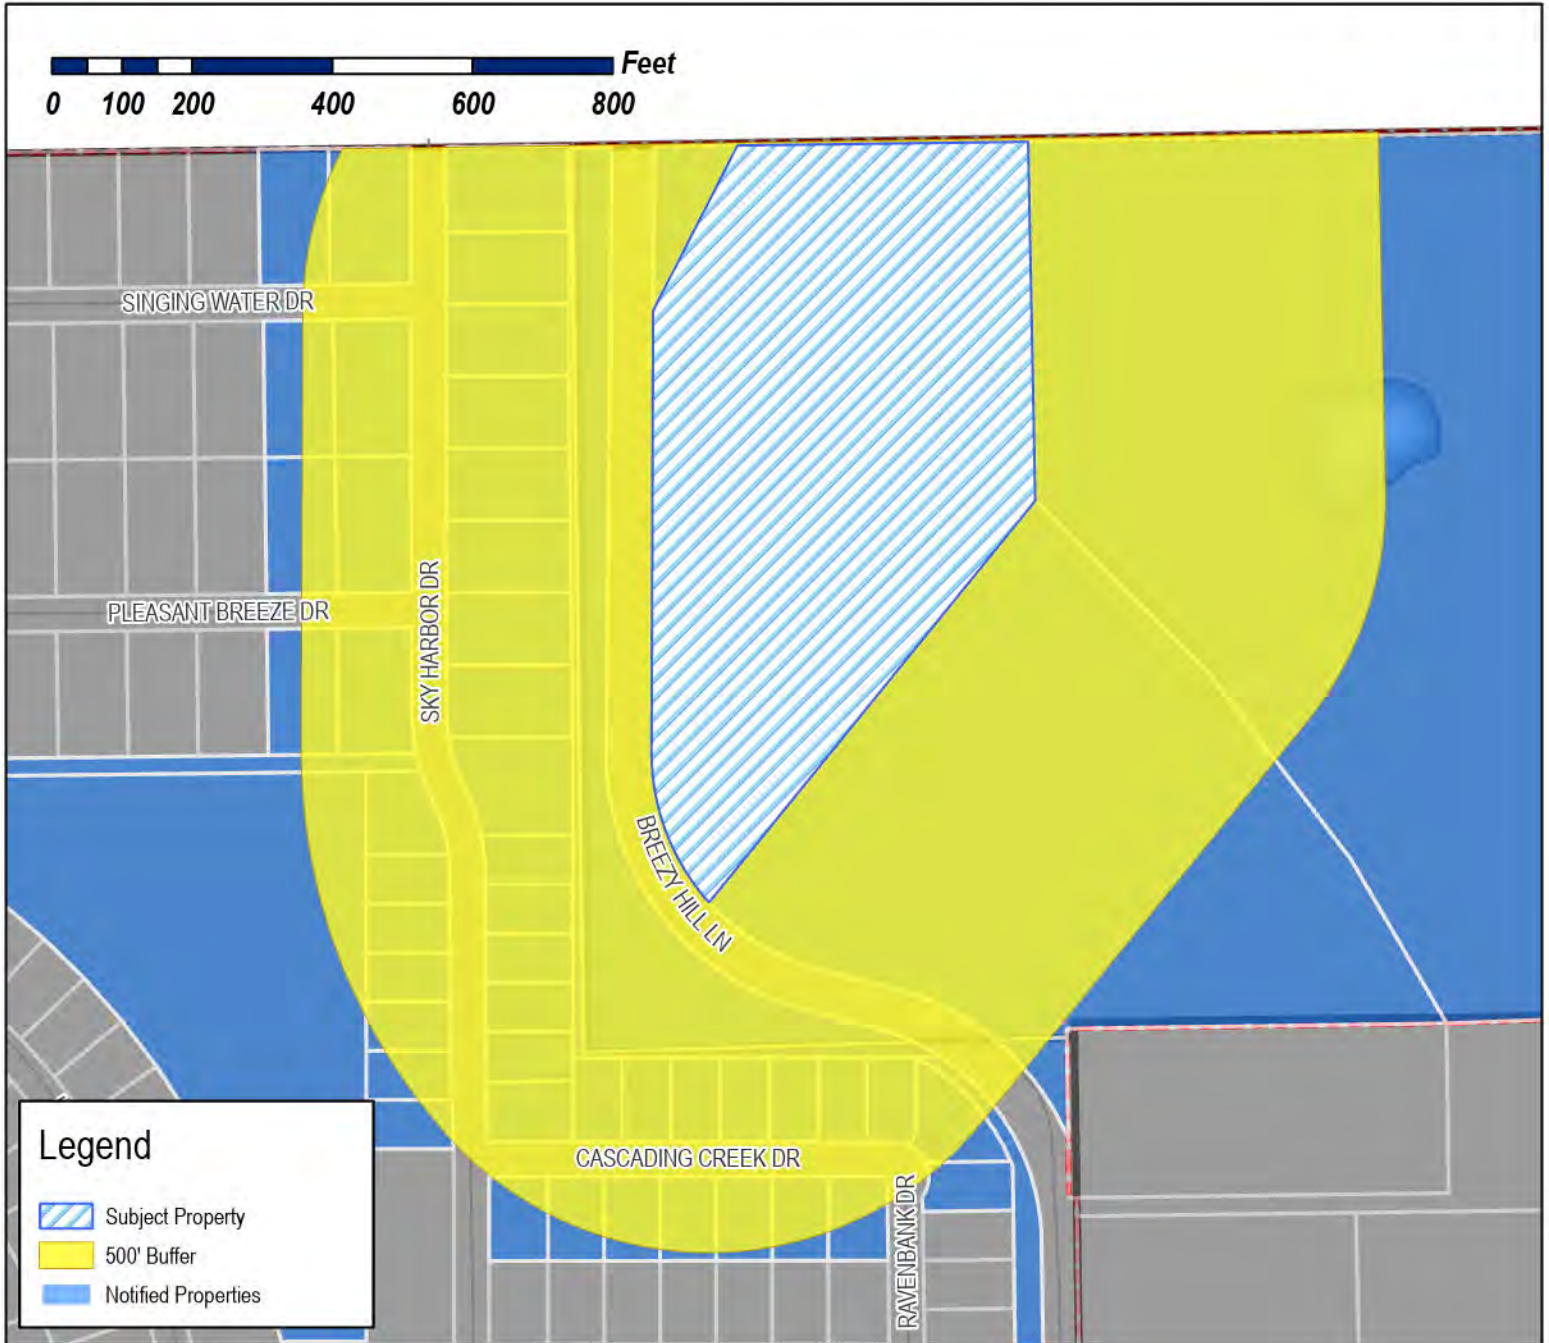 Feet
0 100 200 400 600 800
SINGING WATER DR
PLEASANT BREEZE DR
SKY HARBOR DR
BREEZY HILL LN
CASCADING CREEK DR
RAVENBANK DR
Legend
Subject Property
500' Buffer
Notified Properties